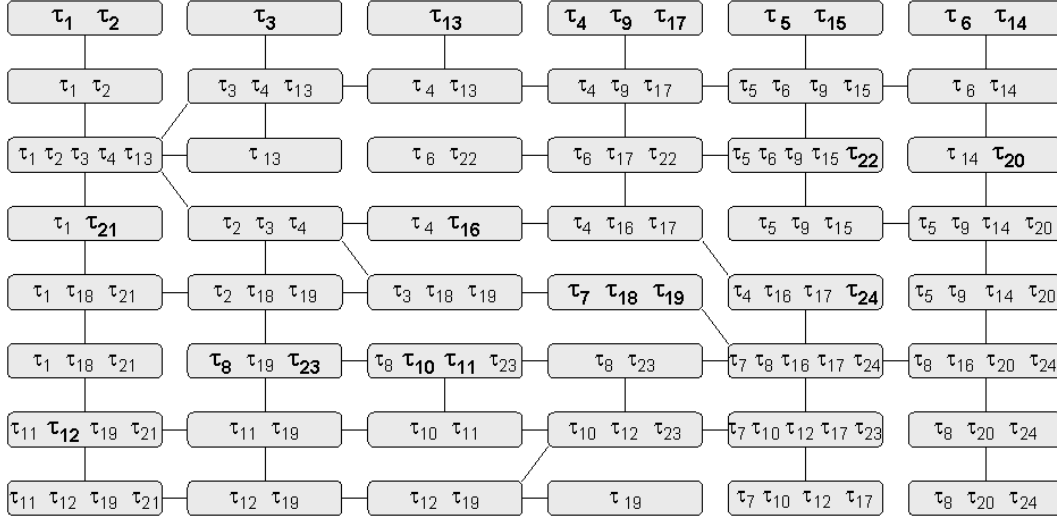 τ1 τ2 τ3 τ13 τ4 τ9 τ17 τ5 τ15 τ6 τ14
τ1 τ2 τ3 τ4 τ13 τ4 τ13 τ4 τ9 τ17 τ5 τ6 τ9 τ15 τ6 τ14
τ1 τ2 τ3 τ4 τ13 τ13 τ6 τ22 τ6 τ17 τ22 τ5 τ6 τ9 τ15 τ22 τ14 τ20
τ1 τ21 τ2 τ3 τ4 τ4 τ16 τ4 τ16 τ17 τ5 τ9 τ15 τ5 τ9 τ14 τ20
τ1 τ18 τ21 τ2 τ18 τ19 τ3 τ18 τ19 τ7 τ18 τ19 τ4 τ16 τ17 τ24 τ5 τ9 τ14 τ20
τ1 τ18 τ21 τ8 τ19 τ23 τ8 τ10 τ11 τ23 τ8 τ23 τ7 τ8 τ16 τ17 τ24 τ8 τ16 τ20 τ24
τ11 τ12 τ19 τ21 τ11 τ19 τ10 τ11 τ10 τ12 τ23 τ7 τ10 τ12 τ17 τ23 τ8 τ20 τ24
τ11 τ12 τ19 τ21 τ12 τ19 τ12 τ19 τ19 τ7 τ10 τ12 τ17 τ8 τ20 τ24